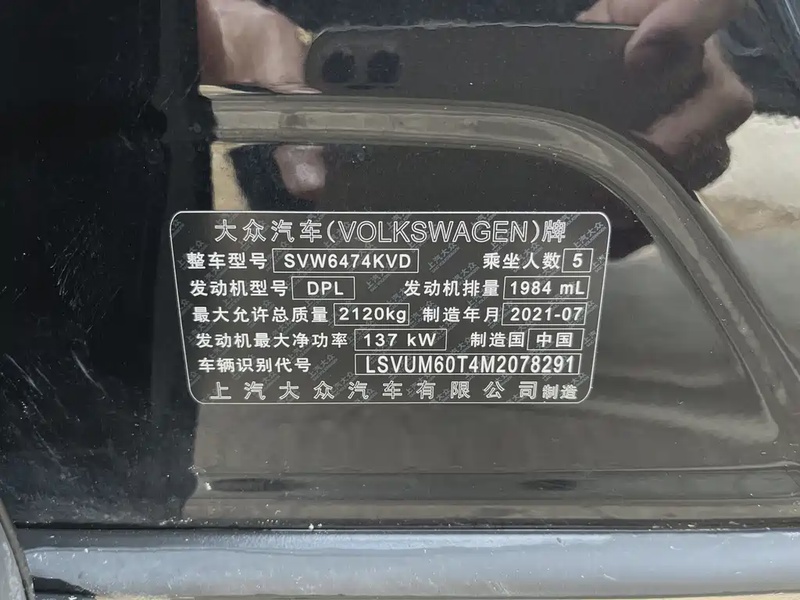 大众汽车(VOLKSWAGEN)牌
整车型号 SVW6474KVD 乘坐人数 5
发动机型号 DPL 发动机排量 1984 mL
最大允许总质量 2120kg 制造年月 2021-07
发动机最大净功率 137 kW 制造国 中国
车辆识别代号 LSVUM60T4M2078291
上汽大众汽车有限公司制造